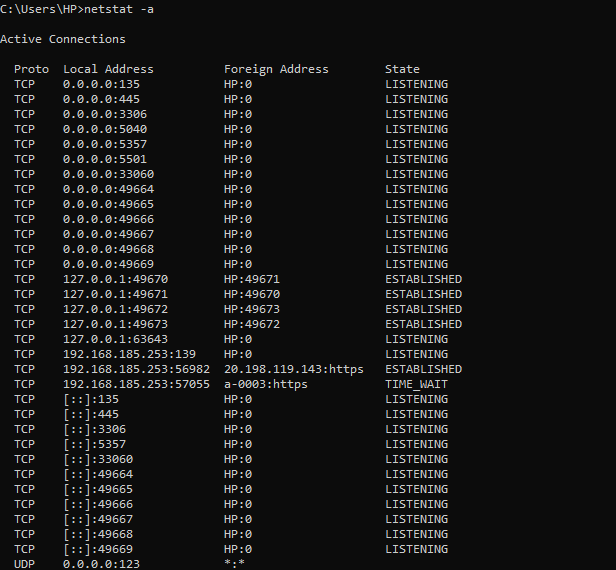 C:\Users\HP>netstat -a
Active Connections
Proto  Local Address          Foreign Address        State
TCP    0.0.0.0:135            HP:0                   LISTENING
TCP    0.0.0.0:445            HP:0                   LISTENING
TCP    0.0.0.0:3306           HP:0                   LISTENING
TCP    0.0.0.0:5040           HP:0                   LISTENING
TCP    0.0.0.0:5357           HP:0                   LISTENING
TCP    0.0.0.0:5501           HP:0                   LISTENING
TCP    0.0.0.0:33060          HP:0                   LISTENING
TCP    0.0.0.0:49664          HP:0                   LISTENING
TCP    0.0.0.0:49665          HP:0                   LISTENING
TCP    0.0.0.0:49666          HP:0                   LISTENING
TCP    0.0.0.0:49667          HP:0                   LISTENING
TCP    0.0.0.0:49668          HP:0                   LISTENING
TCP    0.0.0.0:49669          HP:0                   LISTENING
TCP    127.0.0.1:49670        HP:49671               ESTABLISHED
TCP    127.0.0.1:49671        HP:49670               ESTABLISHED
TCP    127.0.0.1:49672        HP:49673               ESTABLISHED
TCP    127.0.0.1:49673        HP:49672               ESTABLISHED
TCP    127.0.0.1:63643        HP:0                   LISTENING
TCP    192.168.185.253:139    HP:0                   LISTENING
TCP    192.168.185.253:56982  20.198.119.143:https   ESTABLISHED
TCP    192.168.185.253:57055  a-0003:https           TIME_WAIT
TCP    [::]:135               HP:0                   LISTENING
TCP    [::]:445               HP:0                   LISTENING
TCP    [::]:3306              HP:0                   LISTENING
TCP    [::]:5357              HP:0                   LISTENING
TCP    [::]:33060             HP:0                   LISTENING
TCP    [::]:49664             HP:0                   LISTENING
TCP    [::]:49665             HP:0                   LISTENING
TCP    [::]:49666             HP:0                   LISTENING
TCP    [::]:49667             HP:0                   LISTENING
TCP    [::]:49668             HP:0                   LISTENING
TCP    [::]:49669             HP:0                   LISTENING
UDP    0.0.0.0:123            *:*